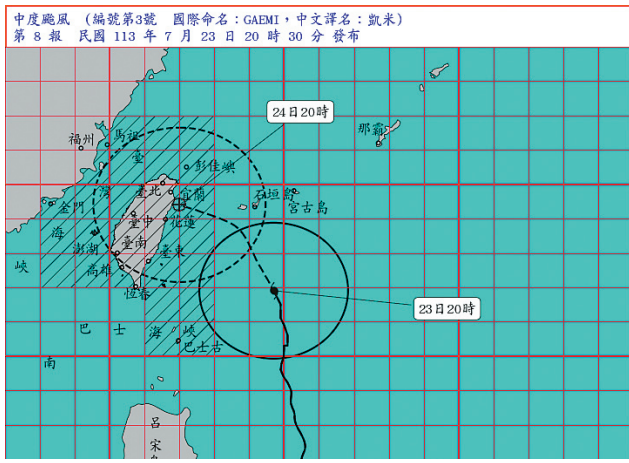 中度颱風 (編號第3號 國際命名：GAEMI，中文譯名：凱米)
第 8 報 民國 113 年 7 月 23 日 20 時 30 分 發布
24日20時
那霸
福州
馬祖
臺
彭佳嶼
臺北
宜蘭
石垣島
宮古島
灣
金門
臺中
花蓮
海
澎湖
臺南
臺東
峽
高雄
恆春
23日20時
巴 士 海 峽
巴士古
南
呂
宋
島